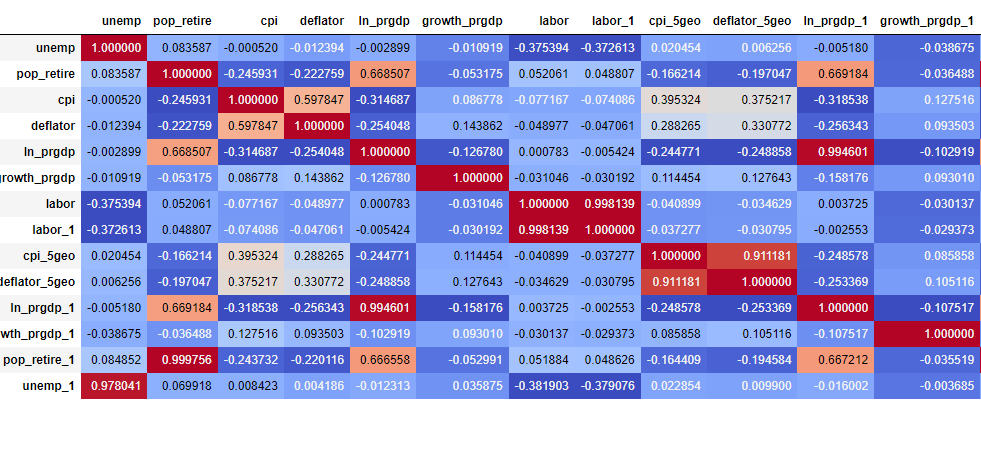 unemp pop_retire cpi deflator ln_prgdp growth_prgdp labor labor_1 cpi_5geo deflator_5geo ln_prgdp_1 growth_prgdp_1
unemp 1.000000 0.083587 -0.000520 -0.012394 -0.002899 -0.010919 -0.375394 -0.372613 0.020454 0.006256 -0.005180 -0.038675
pop_retire 0.083587 1.000000 -0.245931 -0.222759 0.668507 -0.053175 0.052061 0.048807 -0.166214 -0.197047 0.669184 -0.036488
cpi -0.000520 -0.245931 1.000000 0.597847 -0.314687 0.086778 -0.077167 -0.074086 0.395324 0.375217 -0.318538 0.127516
deflator -0.012394 -0.222759 0.597847 1.000000 -0.254048 0.143862 -0.048977 -0.047061 0.288265 0.330772 -0.256343 0.093503
ln_prgdp -0.002899 0.668507 -0.314687 -0.254048 1.000000 -0.126780 0.000783 -0.005424 -0.244771 -0.248858 0.994601 -0.102919
growth_prgdp -0.010919 -0.053175 0.086778 0.143862 -0.126780 1.000000 -0.031046 -0.030192 0.114454 0.127643 -0.158176 0.093010
labor -0.375394 0.052061 -0.077167 -0.048977 0.000783 -0.031046 1.000000 0.998139 -0.040899 -0.034629 0.003725 -0.030137
labor_1 -0.372613 0.048807 -0.074086 -0.047061 -0.005424 -0.030192 0.998139 1.000000 -0.037277 -0.030795 -0.002553 -0.029373
cpi_5geo 0.020454 -0.166214 0.395324 0.288265 -0.244771 0.114454 -0.040899 -0.037277 1.000000 0.911181 -0.248578 0.085858
deflator_5geo 0.006256 -0.197047 0.375217 0.330772 -0.248858 0.127643 -0.034629 -0.030795 0.911181 1.000000 -0.253369 0.105116
ln_prgdp_1 -0.005180 0.669184 -0.318538 -0.256343 0.994601 -0.158176 0.003725 -0.002553 -0.248578 -0.253369 1.000000 -0.107517
wth_prgdp_1 -0.038675 -0.036488 0.127516 0.093503 -0.102919 0.093010 -0.030137 -0.029373 0.085858 0.105116 -0.107517 1.000000
pop_retire_1 0.084852 0.999756 -0.243732 -0.220116 0.666558 -0.052991 0.051884 0.048626 -0.164409 -0.194584 0.667212 -0.035519
unemp_1 0.978041 0.069918 0.008423 0.004186 -0.012313 0.035875 -0.381903 -0.379076 0.022854 0.009900 -0.016002 -0.003685